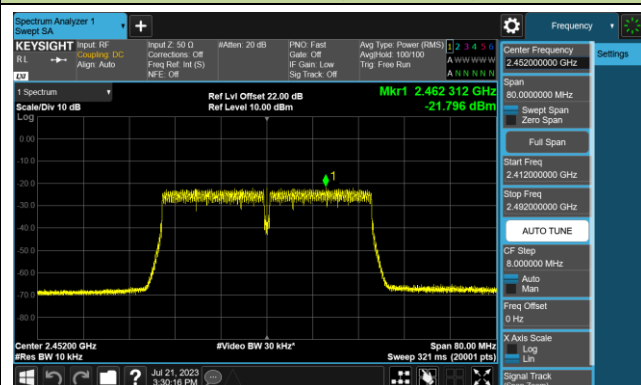 Spectrum Analyzer 1
Swept SA
Frequency
KEYSIGHT
Input: RF
Coupling: DC
Align: Auto
Input Z: 50 Ω
Corrections: Off
Freq Ref: Int (S)
NFE: Off
#Atten: 20 dB
PNO: Fast
Gate: Off
IF Gain: Low
Sig Track: Off
Avg Type: Power (RMS)
Avg|Hold: 100/100
Trig: Free Run
1 2 3 4 5 6
A W W W W W
A N N N N N
R L
LXI
1 Spectrum
Scale/Div 10 dB
Log
Ref Lvl Offset 22.00 dB
Ref Level 10.00 dBm
Mkr1 2.462 312 GHz
-21.796 dBm
1
0.00
-10.0
-20.0
-30.0
-40.0
-50.0
-60.0
-70.0
-80.0
Center 2.45200 GHz
#Res BW 10 kHz
#Video BW 30 kHz*
Span 80.00 MHz
Sweep 321 ms (20001 pts)
Jul 21, 2023
3:30:16 PM
?
Center Frequency
2.452000000 GHz
Settings
Span
80.0000000 MHz
Swept Span
Zero Span
Full Span
Start Freq
2.412000000 GHz
Stop Freq
2.492000000 GHz
AUTO TUNE
CF Step
8.000000 MHz
Auto
Man
Freq Offset
0 Hz
X Axis Scale
Log
Lin
Signal Track
(Span Zoom)